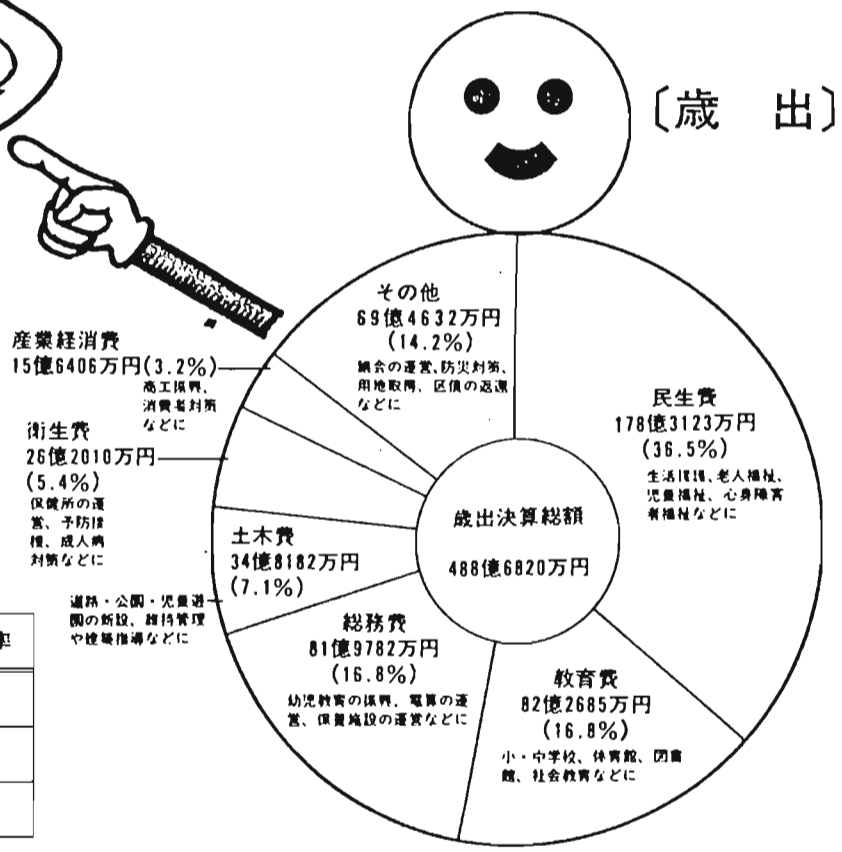 〔歳 出〕
その他
69億4632万円
(14.2%)
議会の運営、防災対策、
用地取得、区債の返還
などに
民生費
178億3123万円
(36.5%)
生活保護、老人福祉、
児童福祉、心身障害
者福祉などに
産業経済費
15億6406万円(3.2%)
商工振興、
消費者対策
などに
衛生費
26億2010万円
(5.4%)
保健所の運
営、予防接
種、成人病
対策などに
土木費
34億8182万円
(7.1%)
道路・公園・児童遊
園の新設、維持管理
や建築指導などに
歳出決算総額
488億6820万円
総務費
81億9782万円
(16.8%)
幼児教育の振興、電算の運
営、保養施設の運営などに
教育費
82億2685万円
(16.8%)
小・中学校、体育館、図書
館、社会教育などに
率